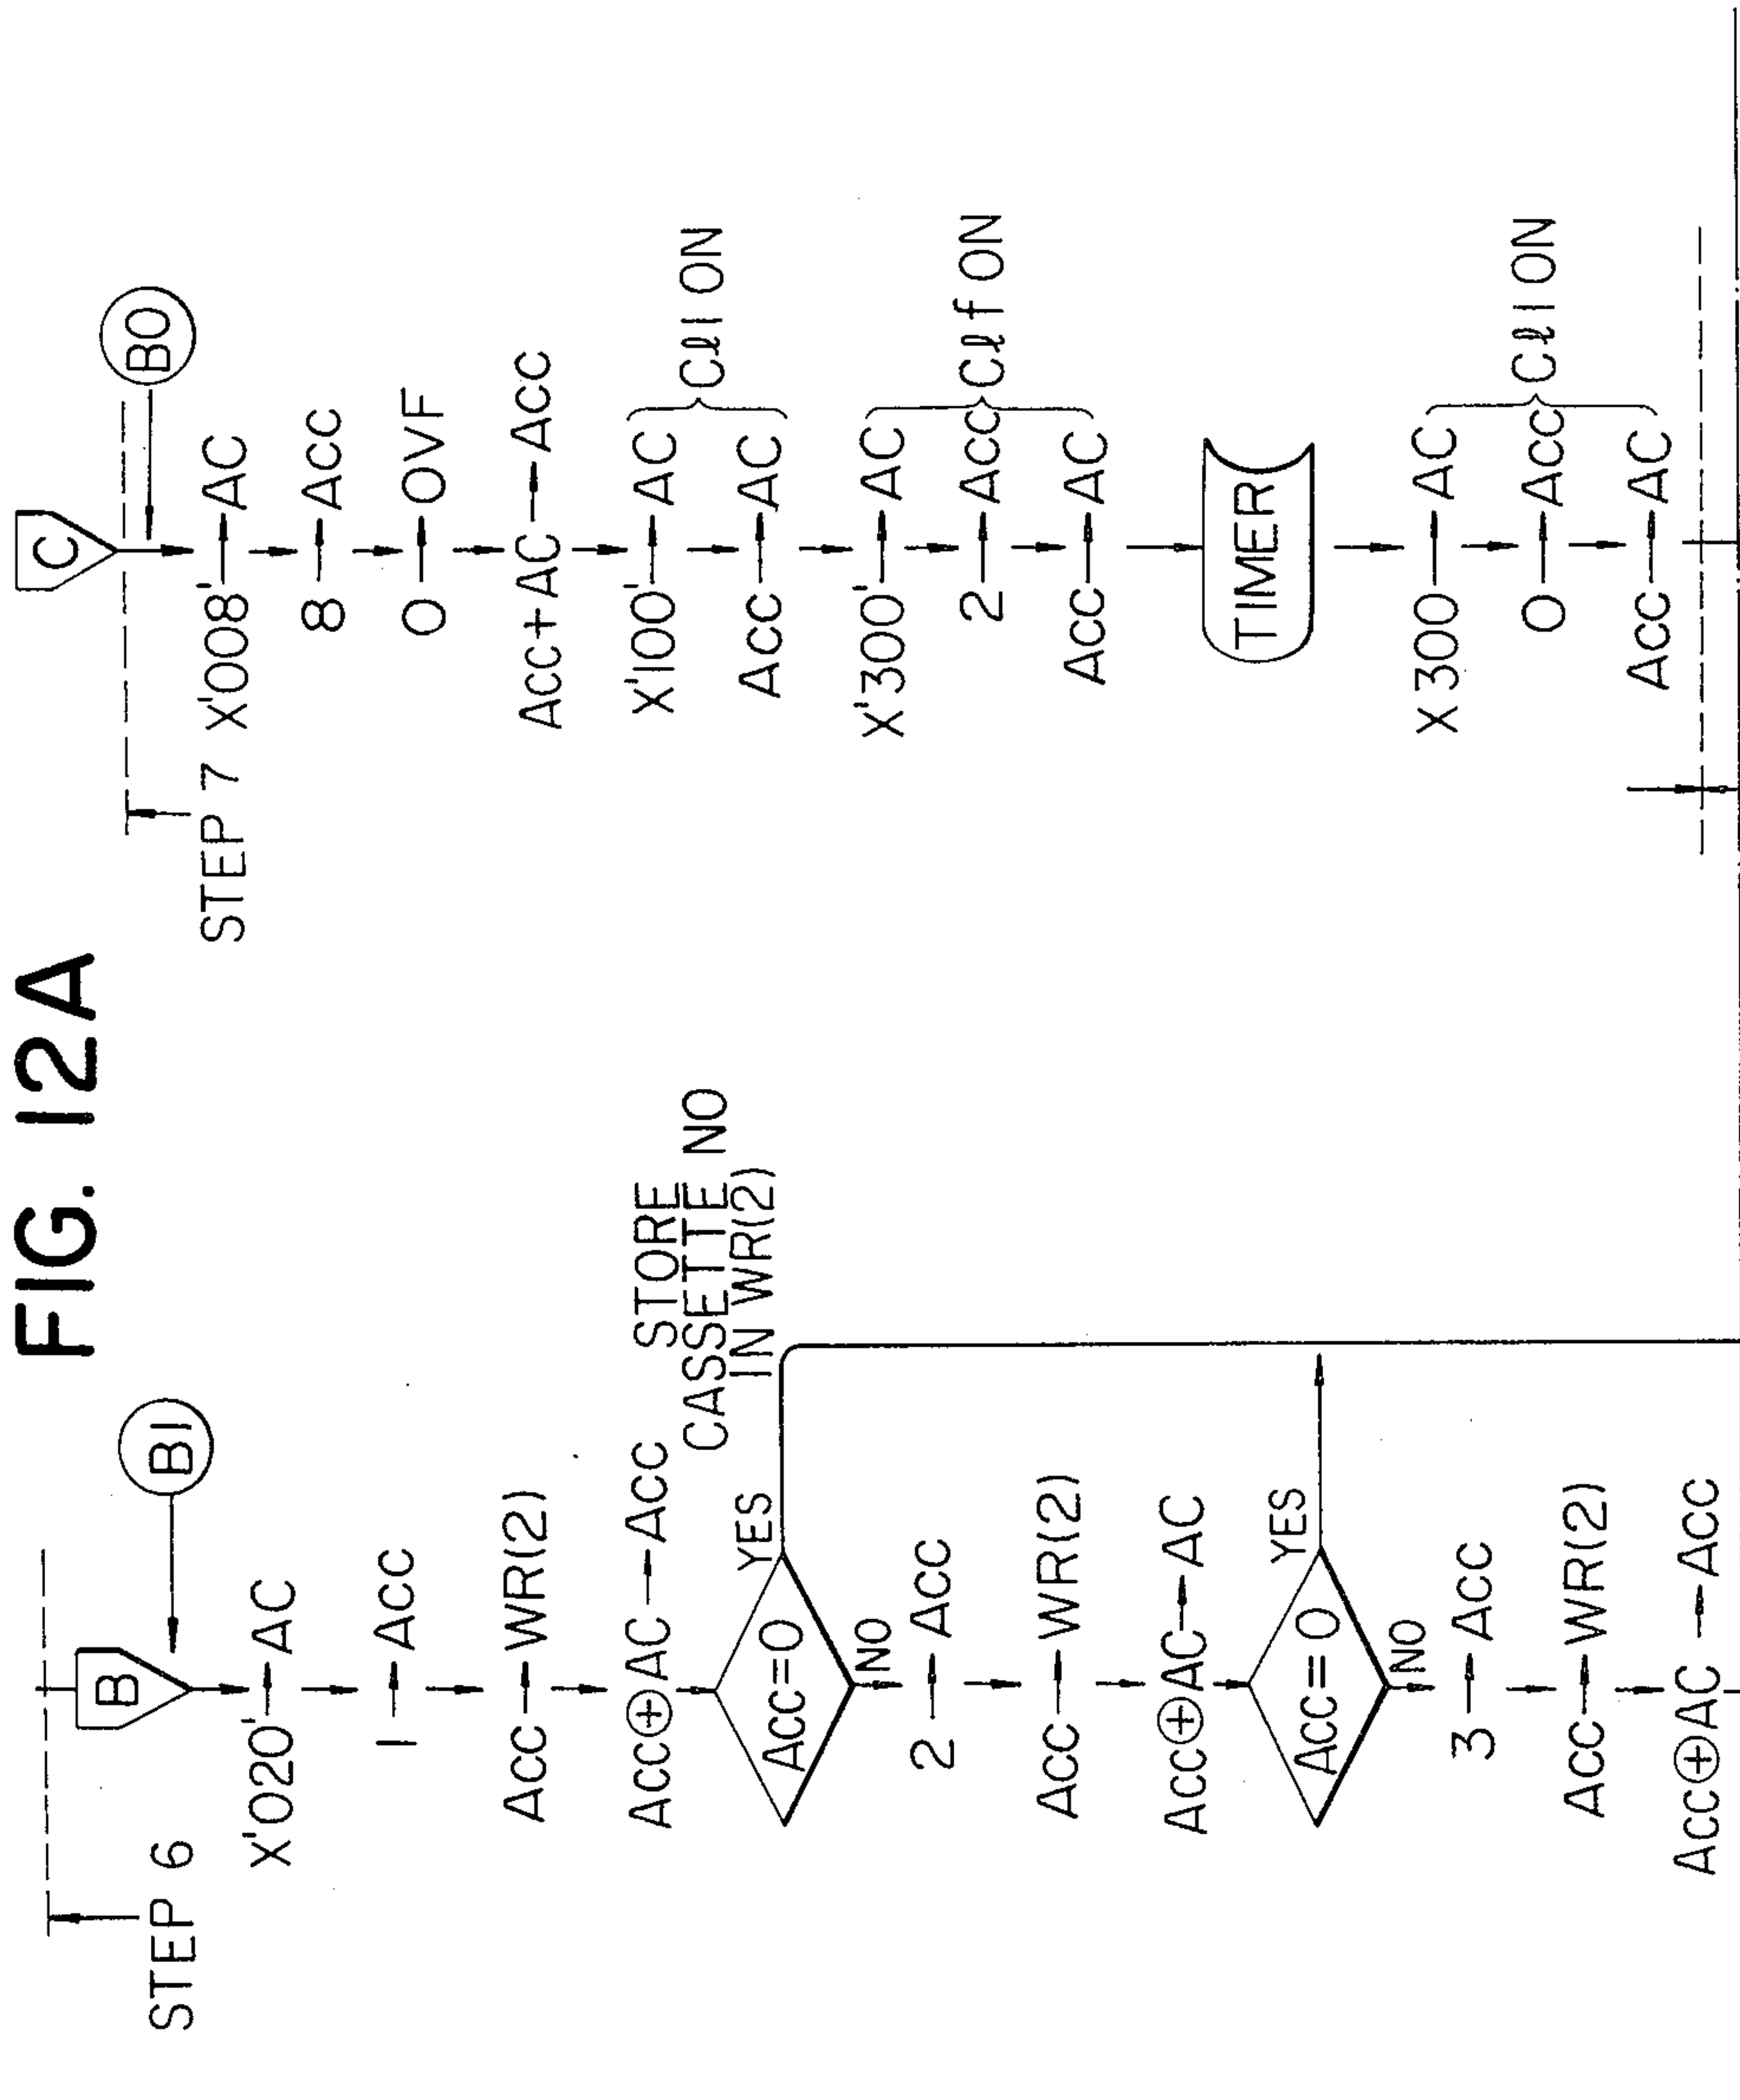 FIG. 12A
STEP 6
B
B1
X'020'→AC
1→ACC
ACC→WR(2)
ACC⊕AC→ACC
STORE
CASSETTE NO
IN WR(2)
ACC=0
YES
NO
2→ACC
ACC→WR(2)
ACC⊕AC→AC
ACC=0
YES
NO
3→ACC
ACC→WR(2)
ACC⊕AC→ACC
C
B0
STEP 7
X'008'→AC
8→ACC
0→OVF
ACC+AC→ACC
X'100'→AC
ACC→AC
Cℓ1 ON
X'300'→AC
2→ACC
ACC→AC
Cℓf ON
TIMER
X300→AC
0→ACC
ACC→AC
Cℓ1 ON